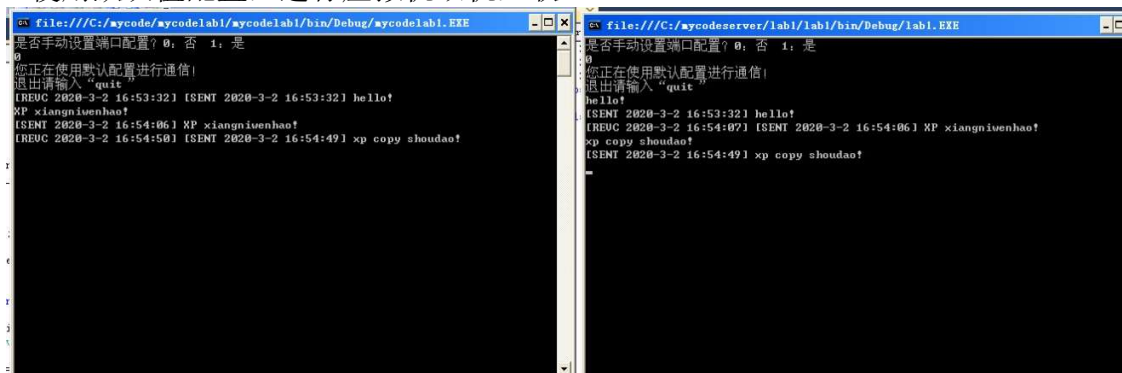 file:///C:/mycode/mycodelab1/mycodelab1/bin/Debug/mycodelab1.EXE
是否手动设置端口配置? 0: 否 1: 是
0
您正在使用默认配置进行通信!
退出请输入“quit”
[REUC 2020-3-2 16:53:32] [SENT 2020-3-2 16:53:32] hello!
XP xiangniwenhao!
[SENT 2020-3-2 16:54:06] XP xiangniwenhao!
[REUC 2020-3-2 16:54:50] [SENT 2020-3-2 16:54:49] xp copy shoudao!
file:///C:/mycodeserver/lab1/lab1/bin/Debug/lab1.EXE
是否手动设置端口配置? 0: 否 1: 是
0
您正在使用默认配置进行通信!
退出请输入“quit”
hello!
[SENT 2020-3-2 16:53:32] hello!
[REUC 2020-3-2 16:54:07] [SENT 2020-3-2 16:54:06] XP xiangniwenhao!
xp copy shoudao!
[SENT 2020-3-2 16:54:49] xp copy shoudao!